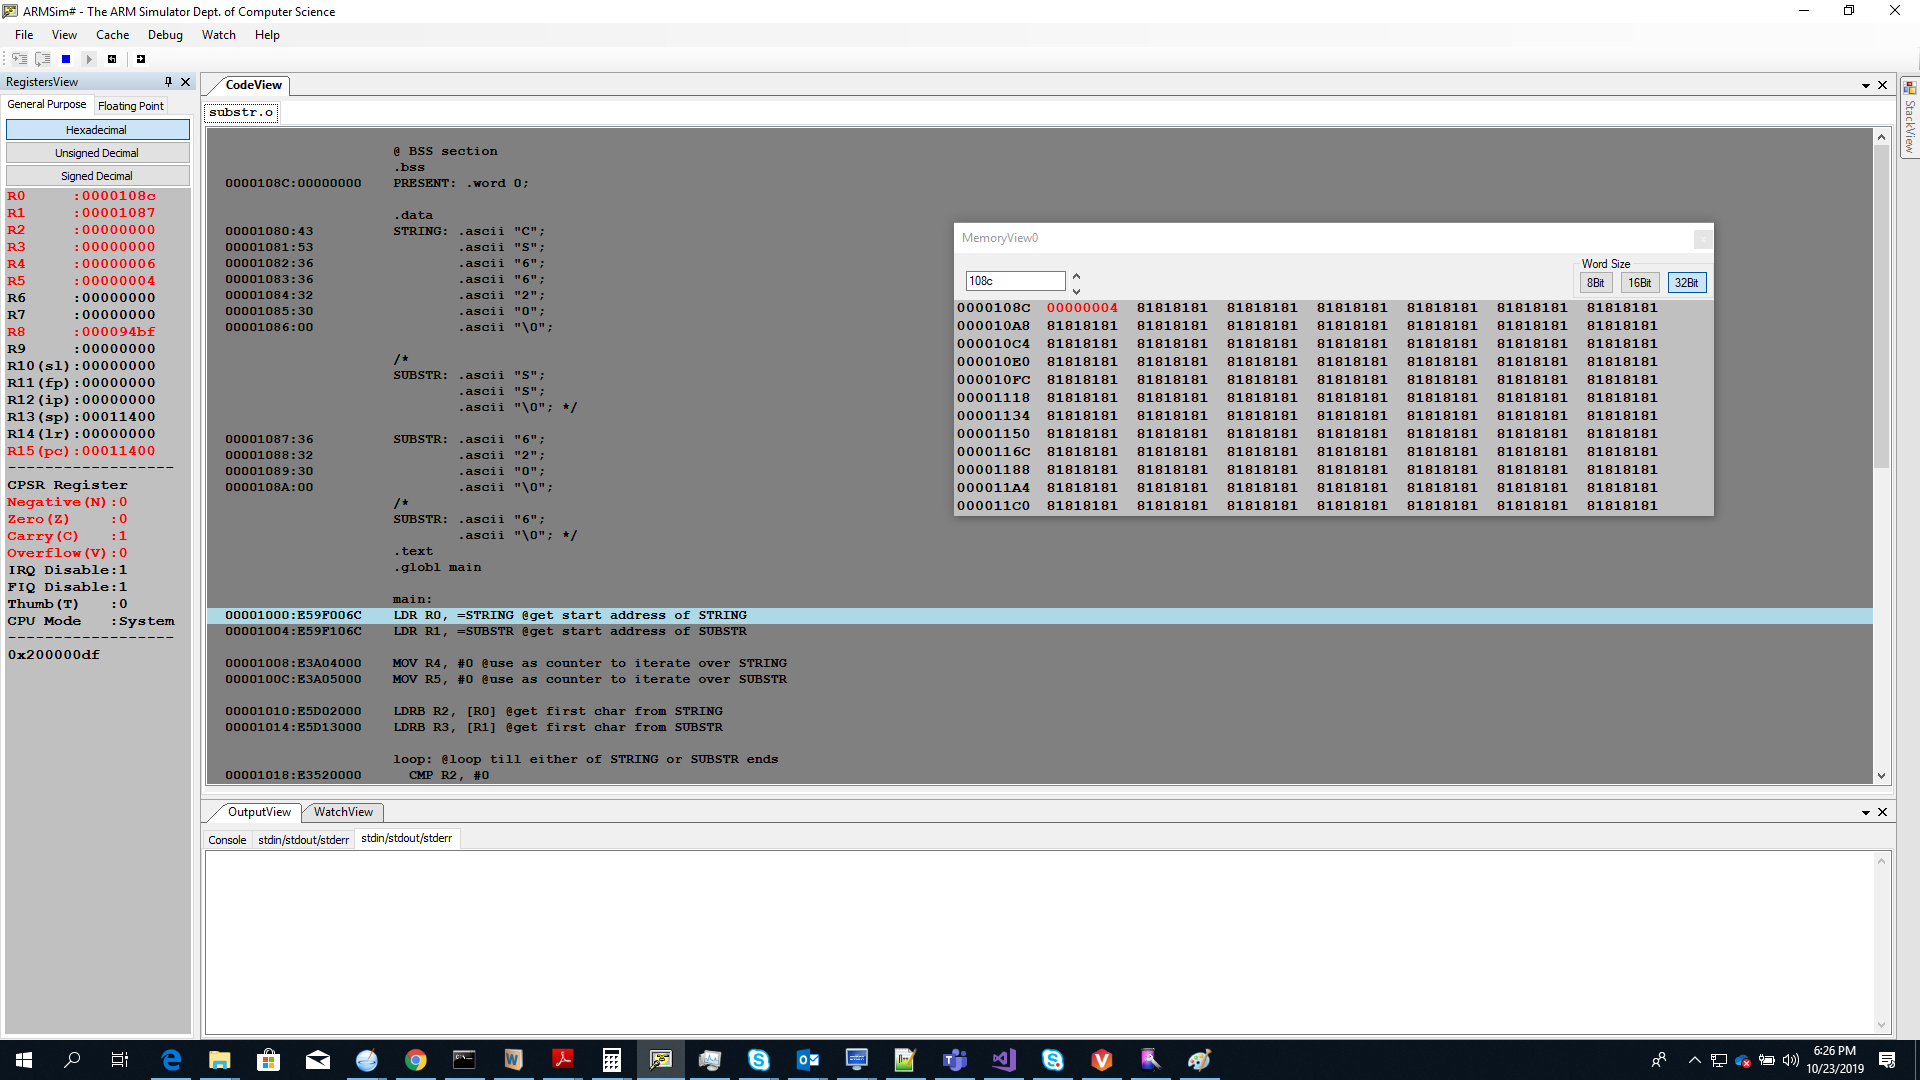 ARMSim# - The ARM Simulator Dept. of Computer Science
File View Cache Debug Watch Help
RegistersView
General Purpose Floating Point
Hexadecimal
Unsigned Decimal
Signed Decimal
R0 :0000108c
R1 :00001087
R2 :00000000
R3 :00000000
R4 :00000006
R5 :00000004
R6 :00000000
R7 :00000000
R8 :000094bf
R9 :00000000
R10(sl):00000000
R11(fp):00000000
R12(ip):00000000
R13(sp):00011400
R14(lr):00000000
R15(pc):00011400
------------------
CPSR Register
Negative(N):0
Zero(Z) :0
Carry(C) :1
Overflow(V):0
IRQ Disable:1
FIQ Disable:1
Thumb(T) :0
CPU Mode :System
------------------
0x200000df
CodeView
substr.o
@ BSS section
.bss
0000108C:00000000 PRESENT: .word 0;
.data
00001080:43 STRING: .ascii "C";
00001081:53 .ascii "S";
00001082:36 .ascii "6";
00001083:36 .ascii "6";
00001084:32 .ascii "2";
00001085:30 .ascii "0";
00001086:00 .ascii "\0";
/*
SUBSTR: .ascii "S";
.ascii "S";
.ascii "\0"; */
00001087:36 SUBSTR: .ascii "6";
00001088:32 .ascii "2";
00001089:30 .ascii "0";
0000108A:00 .ascii "\0";
/*
SUBSTR: .ascii "6";
.ascii "\0"; */
.text
.globl main
main:
00001000:E59F006C LDR R0, =STRING @get start address of STRING
00001004:E59F106C LDR R1, =SUBSTR @get start address of SUBSTR
00001008:E3A04000 MOV R4, #0 @use as counter to iterate over STRING
0000100C:E3A05000 MOV R5, #0 @use as counter to iterate over SUBSTR
00001010:E5D02000 LDRB R2, [R0] @get first char from STRING
00001014:E5D13000 LDRB R3, [R1] @get first char from SUBSTR
loop: @loop till either of STRING or SUBSTR ends
00001018:E3520000 CMP R2, #0
MemoryView0
108c
Word Size
8Bit 16Bit 32Bit
0000108C 00000004 81818181 81818181 81818181 81818181 81818181 81818181
000010A8 81818181 81818181 81818181 81818181 81818181 81818181 81818181
000010C4 81818181 81818181 81818181 81818181 81818181 81818181 81818181
000010E0 81818181 81818181 81818181 81818181 81818181 81818181 81818181
000010FC 81818181 81818181 81818181 81818181 81818181 81818181 81818181
00001118 81818181 81818181 81818181 81818181 81818181 81818181 81818181
00001134 81818181 81818181 81818181 81818181 81818181 81818181 81818181
00001150 81818181 81818181 81818181 81818181 81818181 81818181 81818181
0000116C 81818181 81818181 81818181 81818181 81818181 81818181 81818181
00001188 81818181 81818181 81818181 81818181 81818181 81818181 81818181
000011A4 81818181 81818181 81818181 81818181 81818181 81818181 81818181
000011C0 81818181 81818181 81818181 81818181 81818181 81818181 81818181
StackView
OutputView WatchView
Console stdin/stdout/stderr stdin/stdout/stderr
6:26 PM
10/23/2019